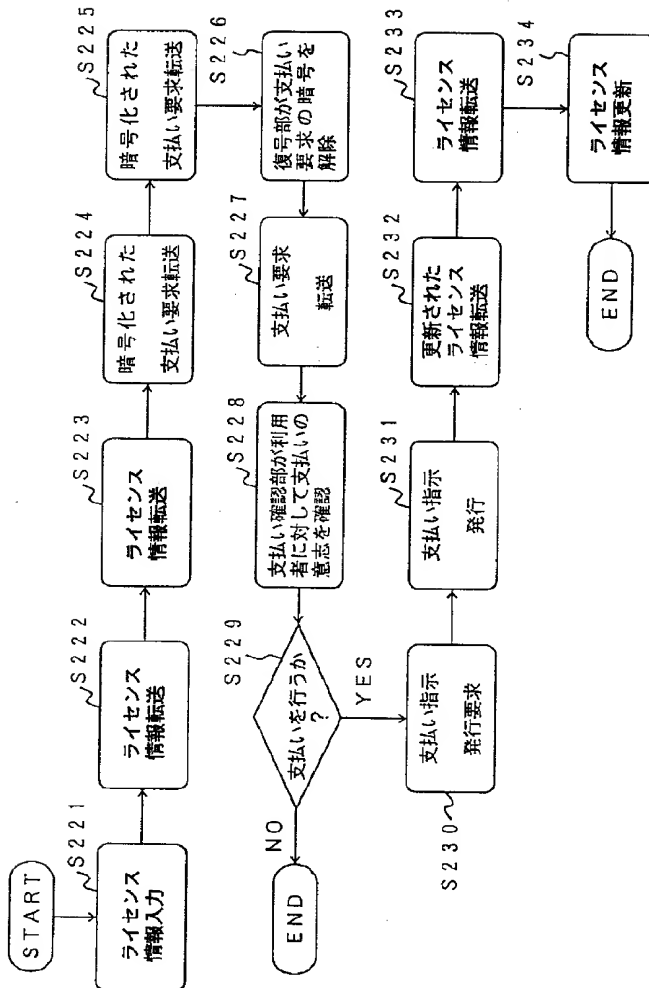 START
S221
ライセンス
情報入力
S222
ライセンス
情報転送
S223
ライセンス
情報転送
S224
暗号化された
支払い要求転送
S225
暗号化された
支払い要求転送
S226
復号部が支払い
要求の暗号を
解除
S227
支払い要求
転送
S228
支払い確認部が利用
者に対して支払いの
意志を確認
S229
支払いを行うか
?
NO
END
YES
S230
支払い指示
発行要求
S231
支払い指示
発行
S232
更新された
ライセンス
情報転送
S233
ライセンス
情報転送
S234
ライセンス
情報更新
END